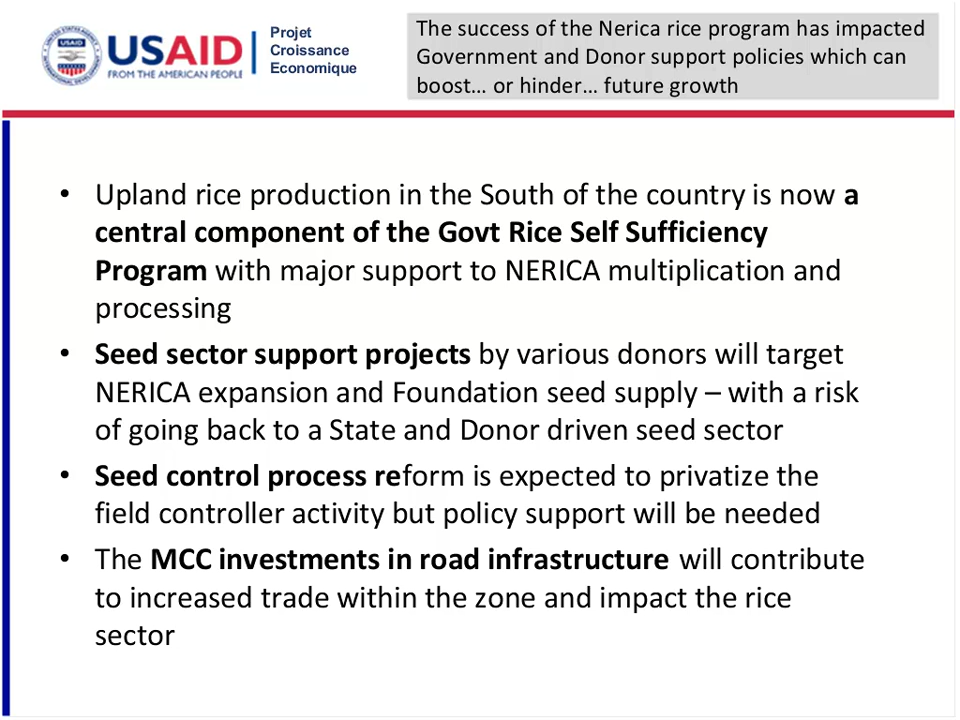 USAID
FROM THE AMERICAN PEOPLE
Projet
Croissance
Economique
The success of the Nerica rice program has impacted
Government and Donor support policies which can
boost… or hinder… future growth
• Upland rice production in the South of the country is now a
central component of the Govt Rice Self Sufficiency
Program with major support to NERICA multiplication and
processing
• Seed sector support projects by various donors will target
NERICA expansion and Foundation seed supply – with a risk
of going back to a State and Donor driven seed sector
• Seed control process reform is expected to privatize the
field controller activity but policy support will be needed
• The MCC investments in road infrastructure will contribute
to increased trade within the zone and impact the rice
sector